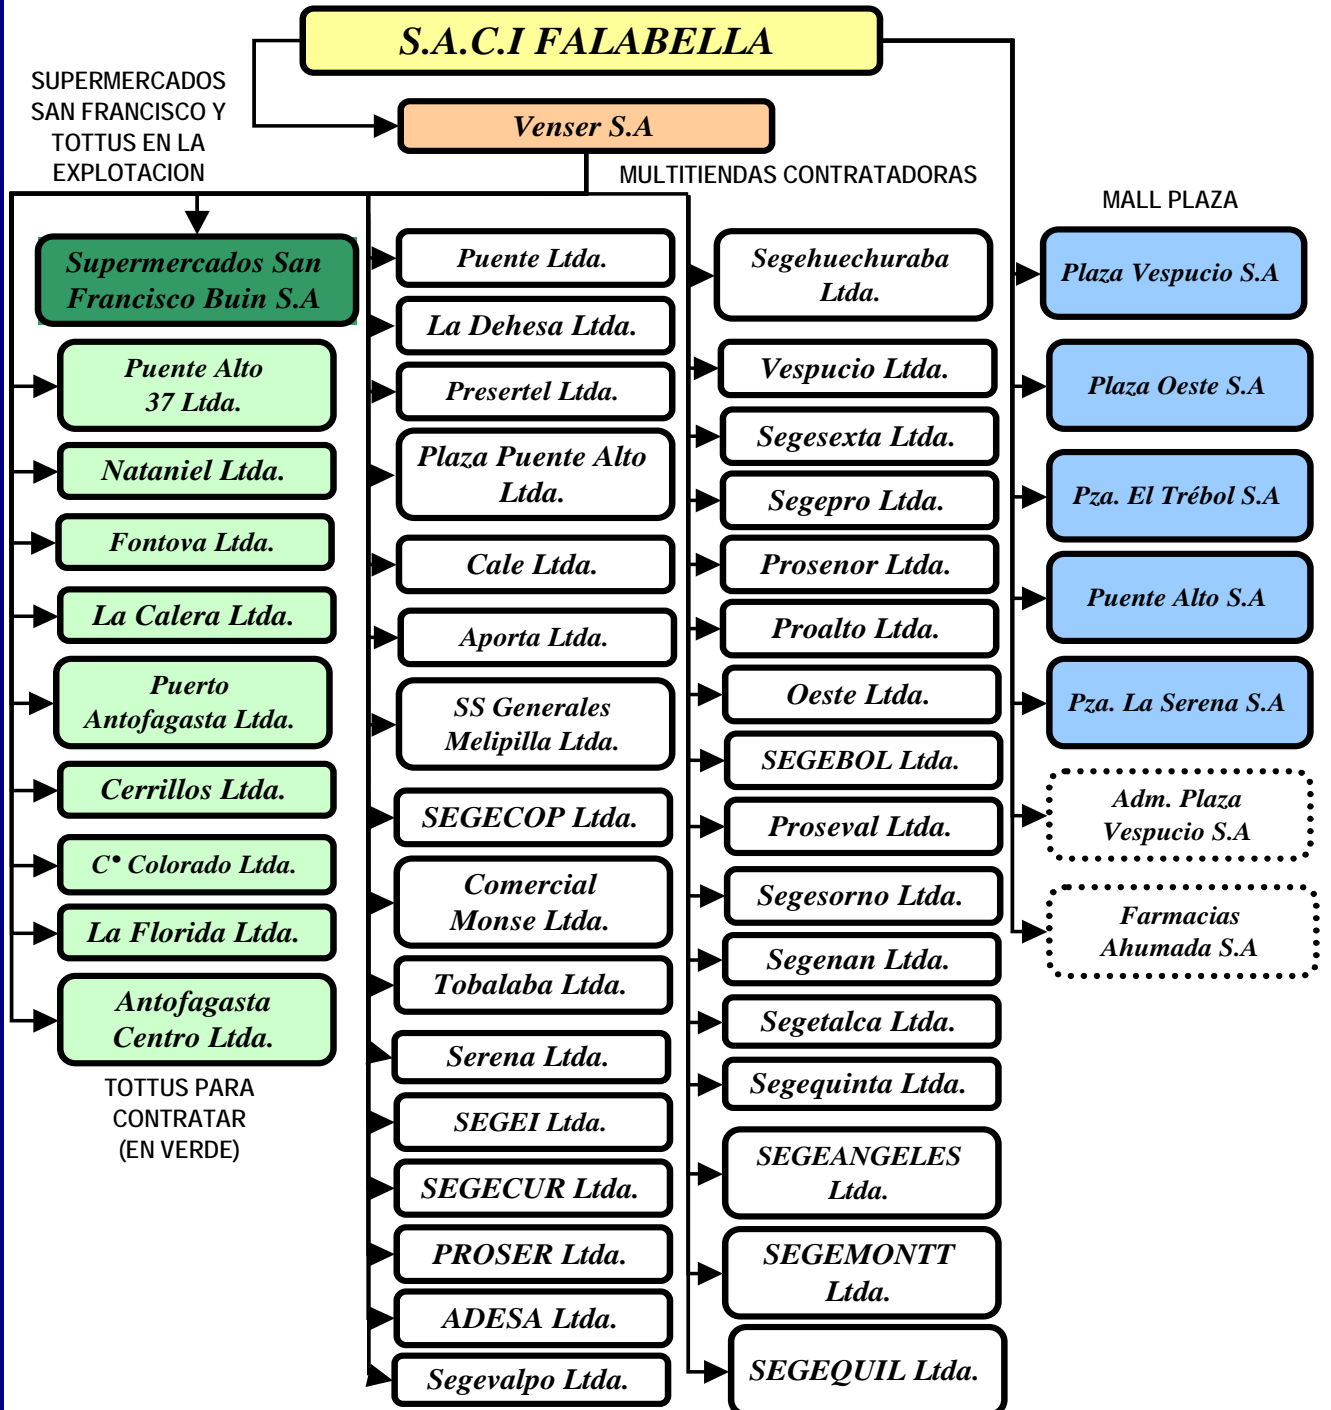 S.A.C.I FALABELLA
SUPERMERCADOS
SAN FRANCISCO Y
TOTTUS EN LA
EXPLOTACION
Venser S.A
MULTITIENDAS CONTRATADORAS
MALL PLAZA
Supermercados San
Francisco Buin S.A
Puente Alto
37 Ltda.
Nataniel Ltda.
Fontova Ltda.
La Calera Ltda.
Puerto
Antofagasta Ltda.
Cerrillos Ltda.
C° Colorado Ltda.
La Florida Ltda.
Antofagasta
Centro Ltda.
TOTTUS PARA
CONTRATAR
(EN VERDE)
Puente Ltda.
La Dehesa Ltda.
Presertel Ltda.
Plaza Puente Alto
Ltda.
Cale Ltda.
Aporta Ltda.
SS Generales
Melipilla Ltda.
SEGECOP Ltda.
Comercial
Monse Ltda.
Tobalaba Ltda.
Serena Ltda.
SEGEI Ltda.
SEGECUR Ltda.
PROSER Ltda.
ADESA Ltda.
Segevalpo Ltda.
Segehuechuraba
Ltda.
Vespucio Ltda.
Segesexta Ltda.
Segepro Ltda.
Prosenor Ltda.
Proalto Ltda.
Oeste Ltda.
SEGEBOL Ltda.
Proseval Ltda.
Segesorno Ltda.
Segenan Ltda.
Segetalca Ltda.
Segequinta Ltda.
SEGEANGELES
Ltda.
SEGEMONTT
Ltda.
SEGEQUIL Ltda.
Plaza Vespucio S.A
Plaza Oeste S.A
Pza. El Trébol S.A
Puente Alto S.A
Pza. La Serena S.A
Adm. Plaza
Vespucio S.A
Farmacias
Ahumada S.A